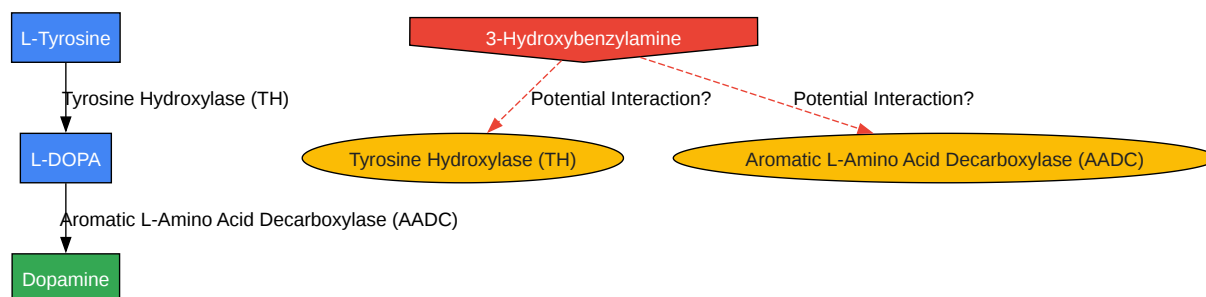 L-Tyrosine
3-Hydroxybenzylamine
Tyrosine Hydroxylase (TH)
Potential Interaction?
Potential Interaction?
L-DOPA
Tyrosine Hydroxylase (TH)
Aromatic L-Amino Acid Decarboxylase (AADC)
Aromatic L-Amino Acid Decarboxylase (AADC)
Dopamine